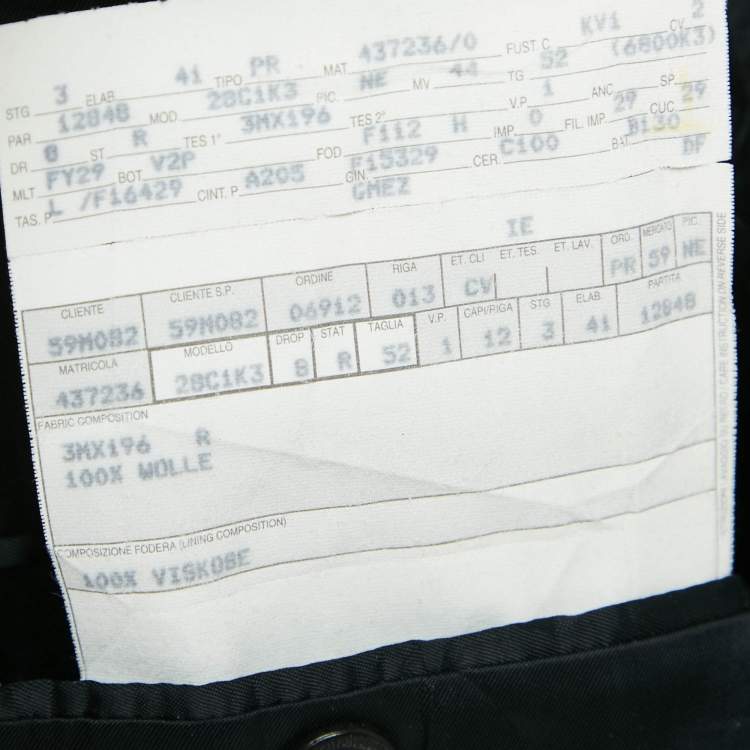 STG 3 ELAB 41 TIPO PR MAT 437236/0 FUST C KV1 CV 2
PAR 12848 MOD 28C1K3 PIC NE MV 44 TG 52 (6800K3)
DR 8 ST. R TES 1° 3MX196 TES 2° V.P. 1 ANC 29 SP. 29
MLT FY29 BOT V2P FOD F112 H IMP. 0 FIL. IMP. CUC B130
TAS. P L /F16429 CINT. P A205 GIN. F15329 CER. C100 BAT DF
GMEZ
IE
CLIENTE CLIENTE S.P. ORDINE RIGA ET. CLI ET. TES. ET. LAV. ORD. MERCATO PIC
59M082 59M082 06912 013 CV PR 59 NE
MATRICOLA MODELLO DROP STAT TAGLIA V.P. CAPI/RIGA STG ELAB PARTITA
437236 28C1K3 8 R 52 1 12 3 41 12848
FABRIC COMPOSITION
3MX196 R
100% WOLLE
COMPOSIZIONE FODERA (LINING COMPOSITION)
100% VISKOSE
CARE INSTRUCTION ON REVERSE SIDE